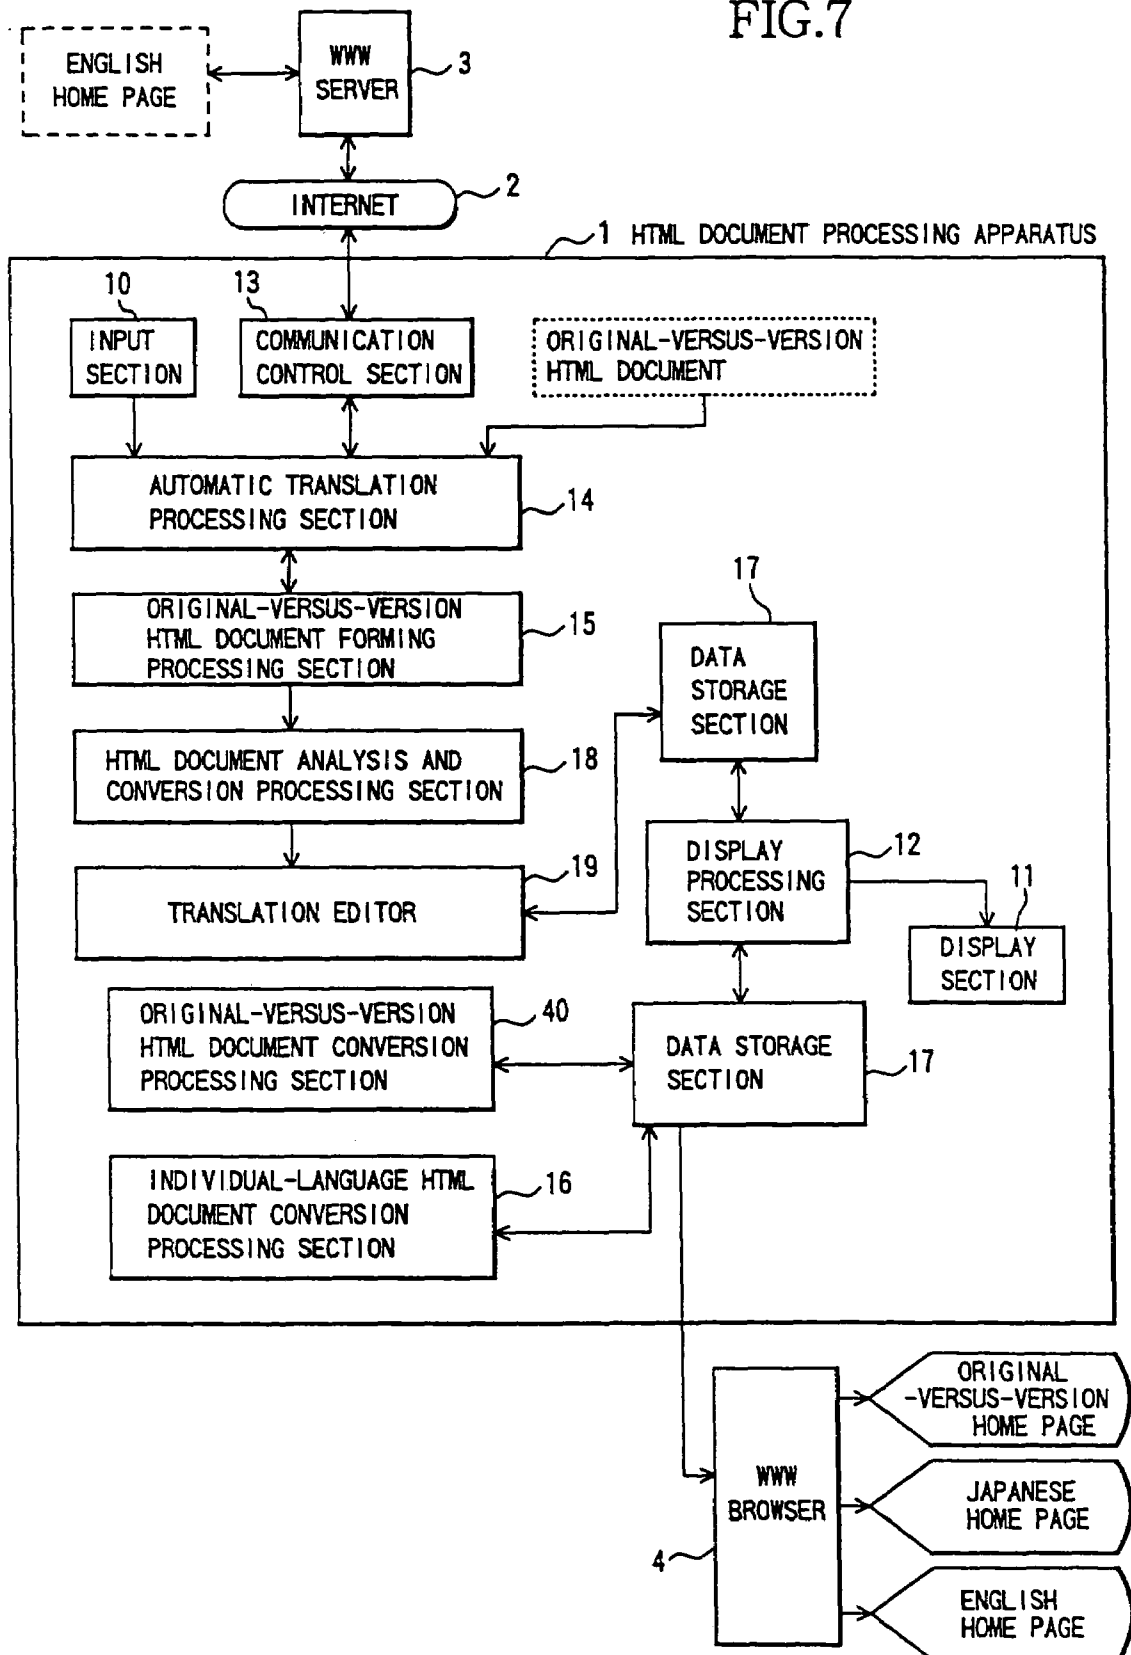 FIG.7
ENGLISH
HOME PAGE
WWW
SERVER
3
INTERNET
2
1 HTML DOCUMENT PROCESSING APPARATUS
10
INPUT
SECTION
13
COMMUNICATION
CONTROL SECTION
ORIGINAL-VERSUS-VERSION
HTML DOCUMENT
AUTOMATIC TRANSLATION
PROCESSING SECTION
14
ORIGINAL-VERSUS-VERSION
HTML DOCUMENT FORMING
PROCESSING SECTION
15
17
DATA
STORAGE
SECTION
HTML DOCUMENT ANALYSIS AND
CONVERSION PROCESSING SECTION
18
TRANSLATION EDITOR
19
DISPLAY
PROCESSING
SECTION
12
11
DISPLAY
SECTION
ORIGINAL-VERSUS-VERSION
HTML DOCUMENT CONVERSION
PROCESSING SECTION
40
DATA STORAGE
SECTION
17
INDIVIDUAL-LANGUAGE HTML
DOCUMENT CONVERSION
PROCESSING SECTION
16
WWW
BROWSER
4
ORIGINAL
-VERSUS-VERSION
HOME PAGE
JAPANESE
HOME PAGE
ENGLISH
HOME PAGE